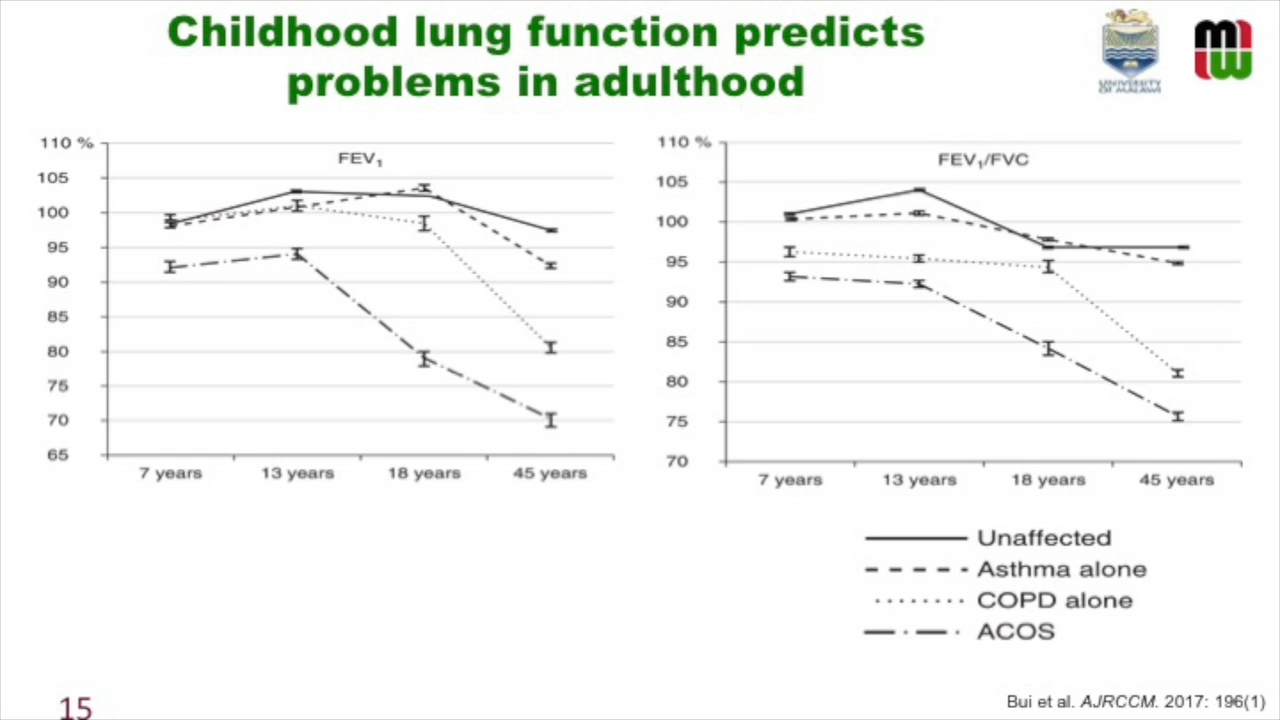 Childhood lung function predicts
problems in adulthood
UNIVERSITY
OF MALAWI
110 %
FEV1
105
100
95
90
85
80
75
70
65
7 years 13 years 18 years 45 years
110 %
FEV1/FVC
105
100
95
90
85
80
75
70
7 years 13 years 18 years 45 years
Unaffected
Asthma alone
COPD alone
ACOS
15
Bui et al. AJRCCM. 2017: 196(1)